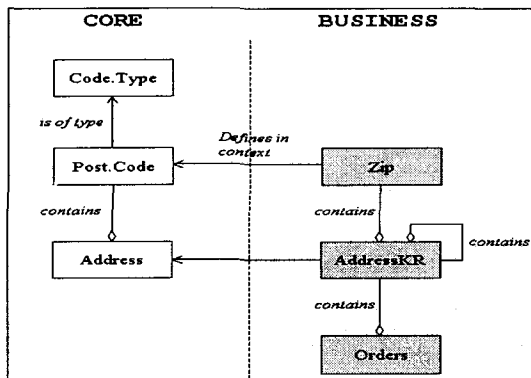 CORE
BUSINESS
Code.Type
is of type
Defines in
context
Post.Code
Zip
contains
contains
contains
Address
AddressKR
contains
Orders